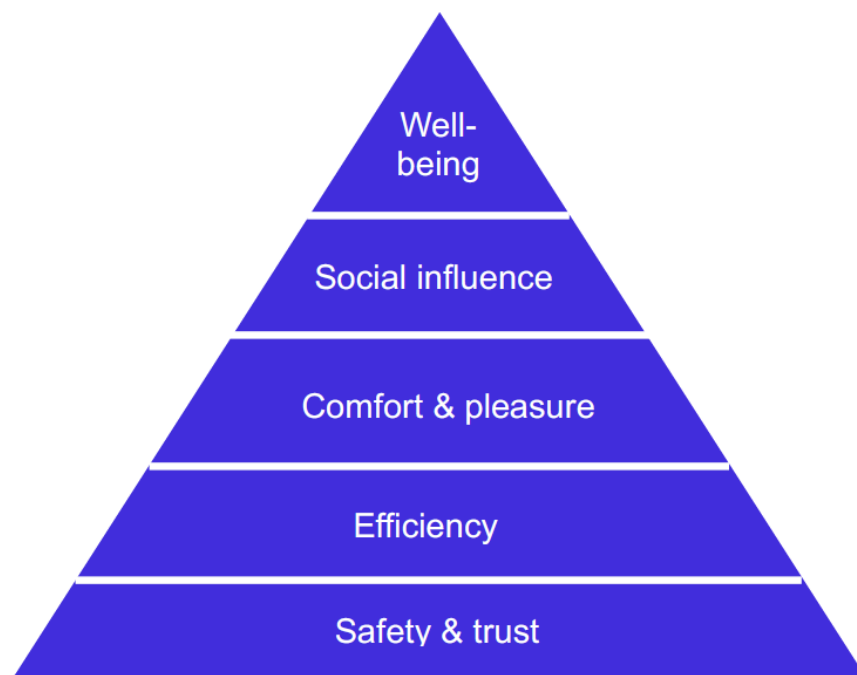 Well-
being
Social influence
Comfort & pleasure
Efficiency
Safety & trust